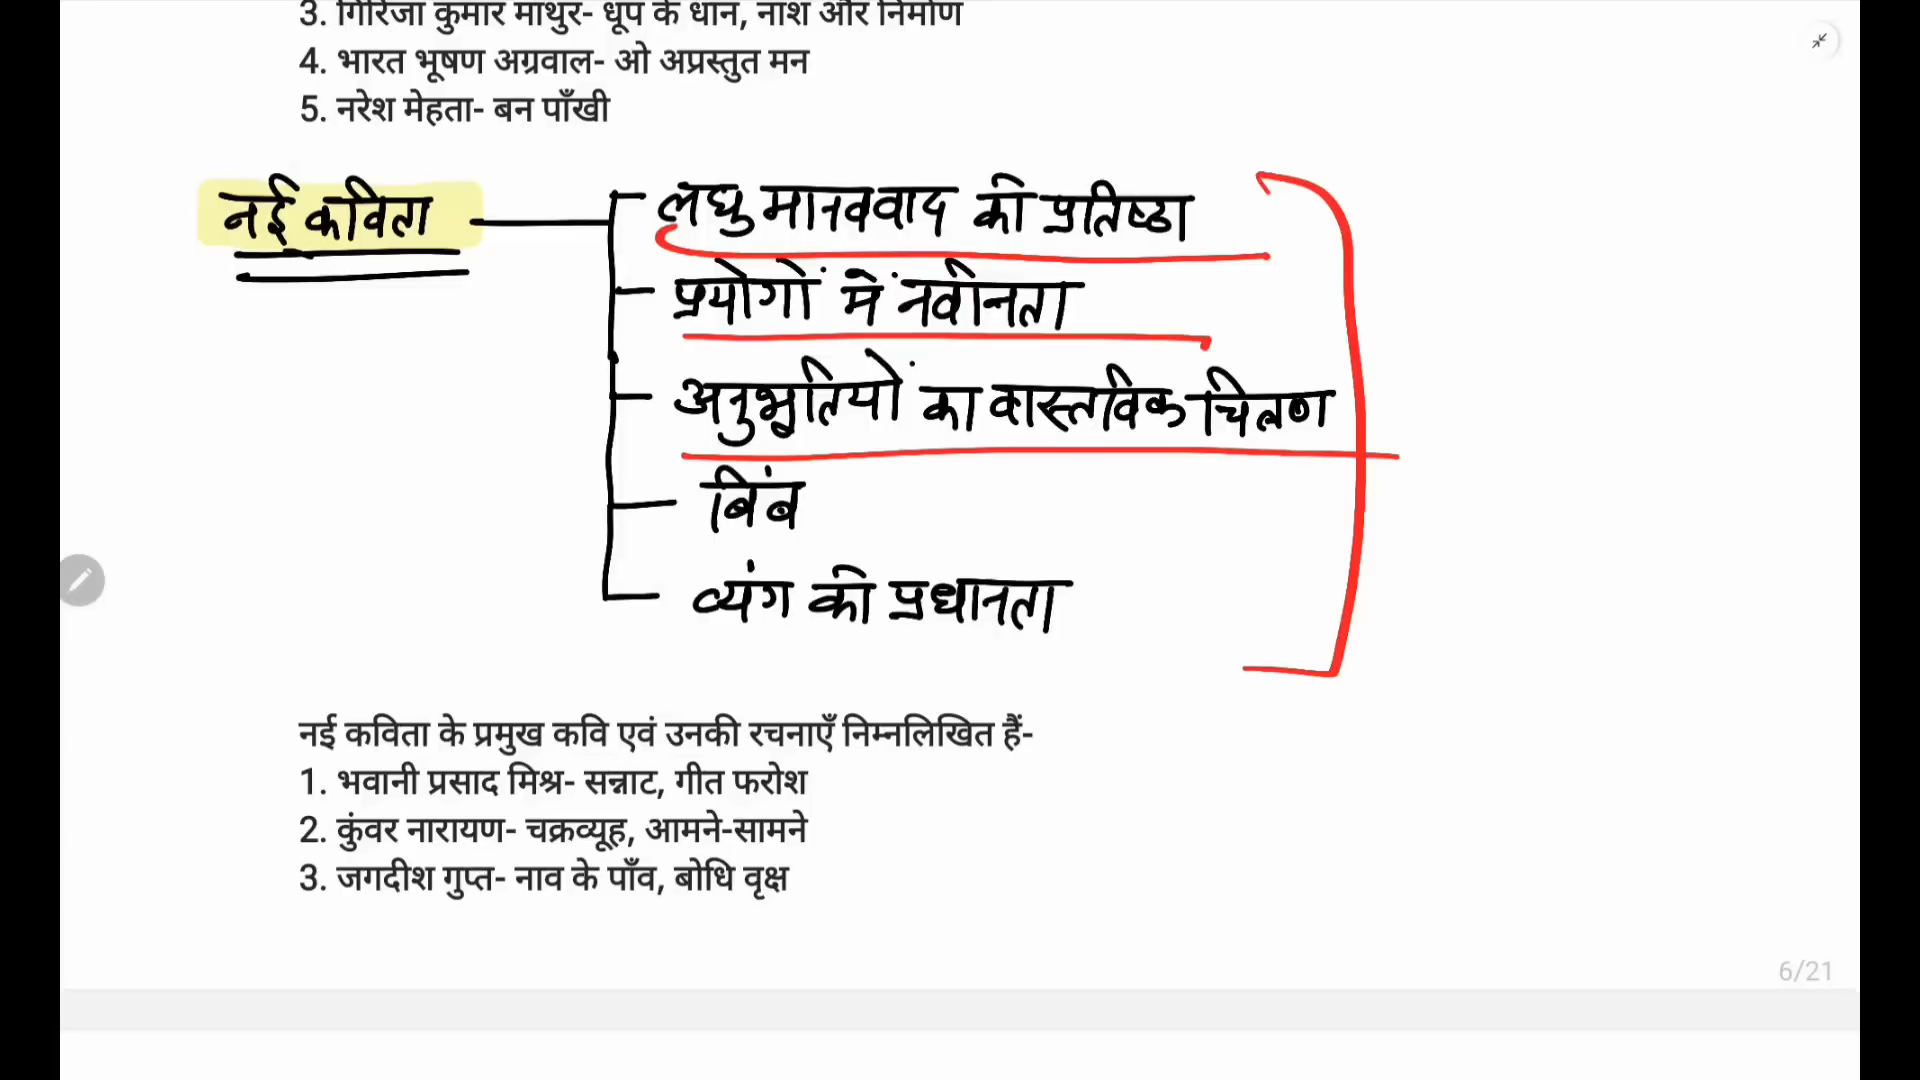 3. गिरिजा कुमार माथुर- धूप के धान, नाश और निर्माण
4. भारत भूषण अग्रवाल- ओ अप्रस्तुत मन
5. नरेश मेहता- बन पाँखी
नई कविता
लघु मानववाद की प्रतिष्ठा
प्रयोगों में नवीनता
अनुभूतियों का वास्तविक चित्रण
बिंब
व्यंग की प्रधानता
नई कविता के प्रमुख कवि एवं उनकी रचनाएँ निम्नलिखित हैं-
1. भवानी प्रसाद मिश्र- सन्नाट, गीत फरोश
2. कुंवर नारायण- चक्रव्यूह, आमने-सामने
3. जगदीश गुप्त- नाव के पाँव, बोधि वृक्ष
6/21